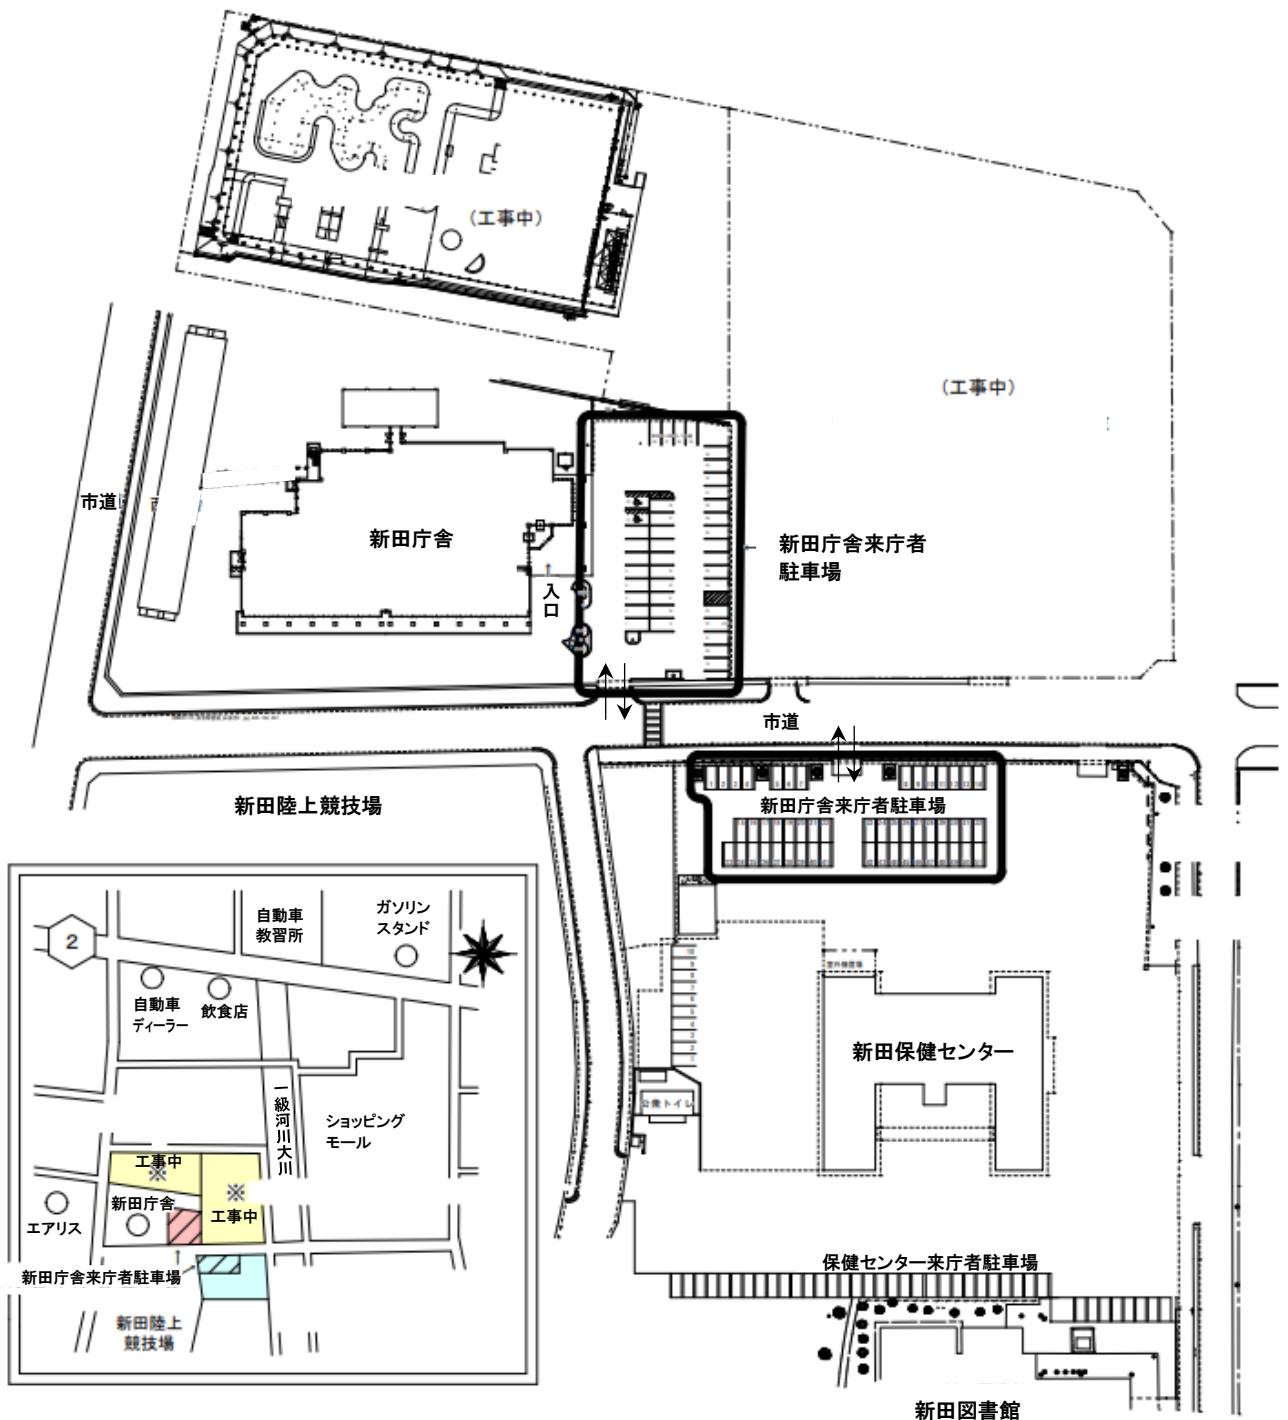 (工事中)
(工事中)
市道
新田庁舎
新田庁舎来庁者
駐車場
入口
市道
新田陸上競技場
新田庁舎来庁者駐車場
自動車
教習所
ガソリン
スタンド
2
自動車
ディーラー
飲食店
一級河川大川
ショッピング
モール
工事中
※
※
工事中
新田庁舎
エアリス
新田庁舎来庁者駐車場
新田陸上
競技場
新田保健センター
公衆トイレ
保健センター来庁者駐車場
新田図書館